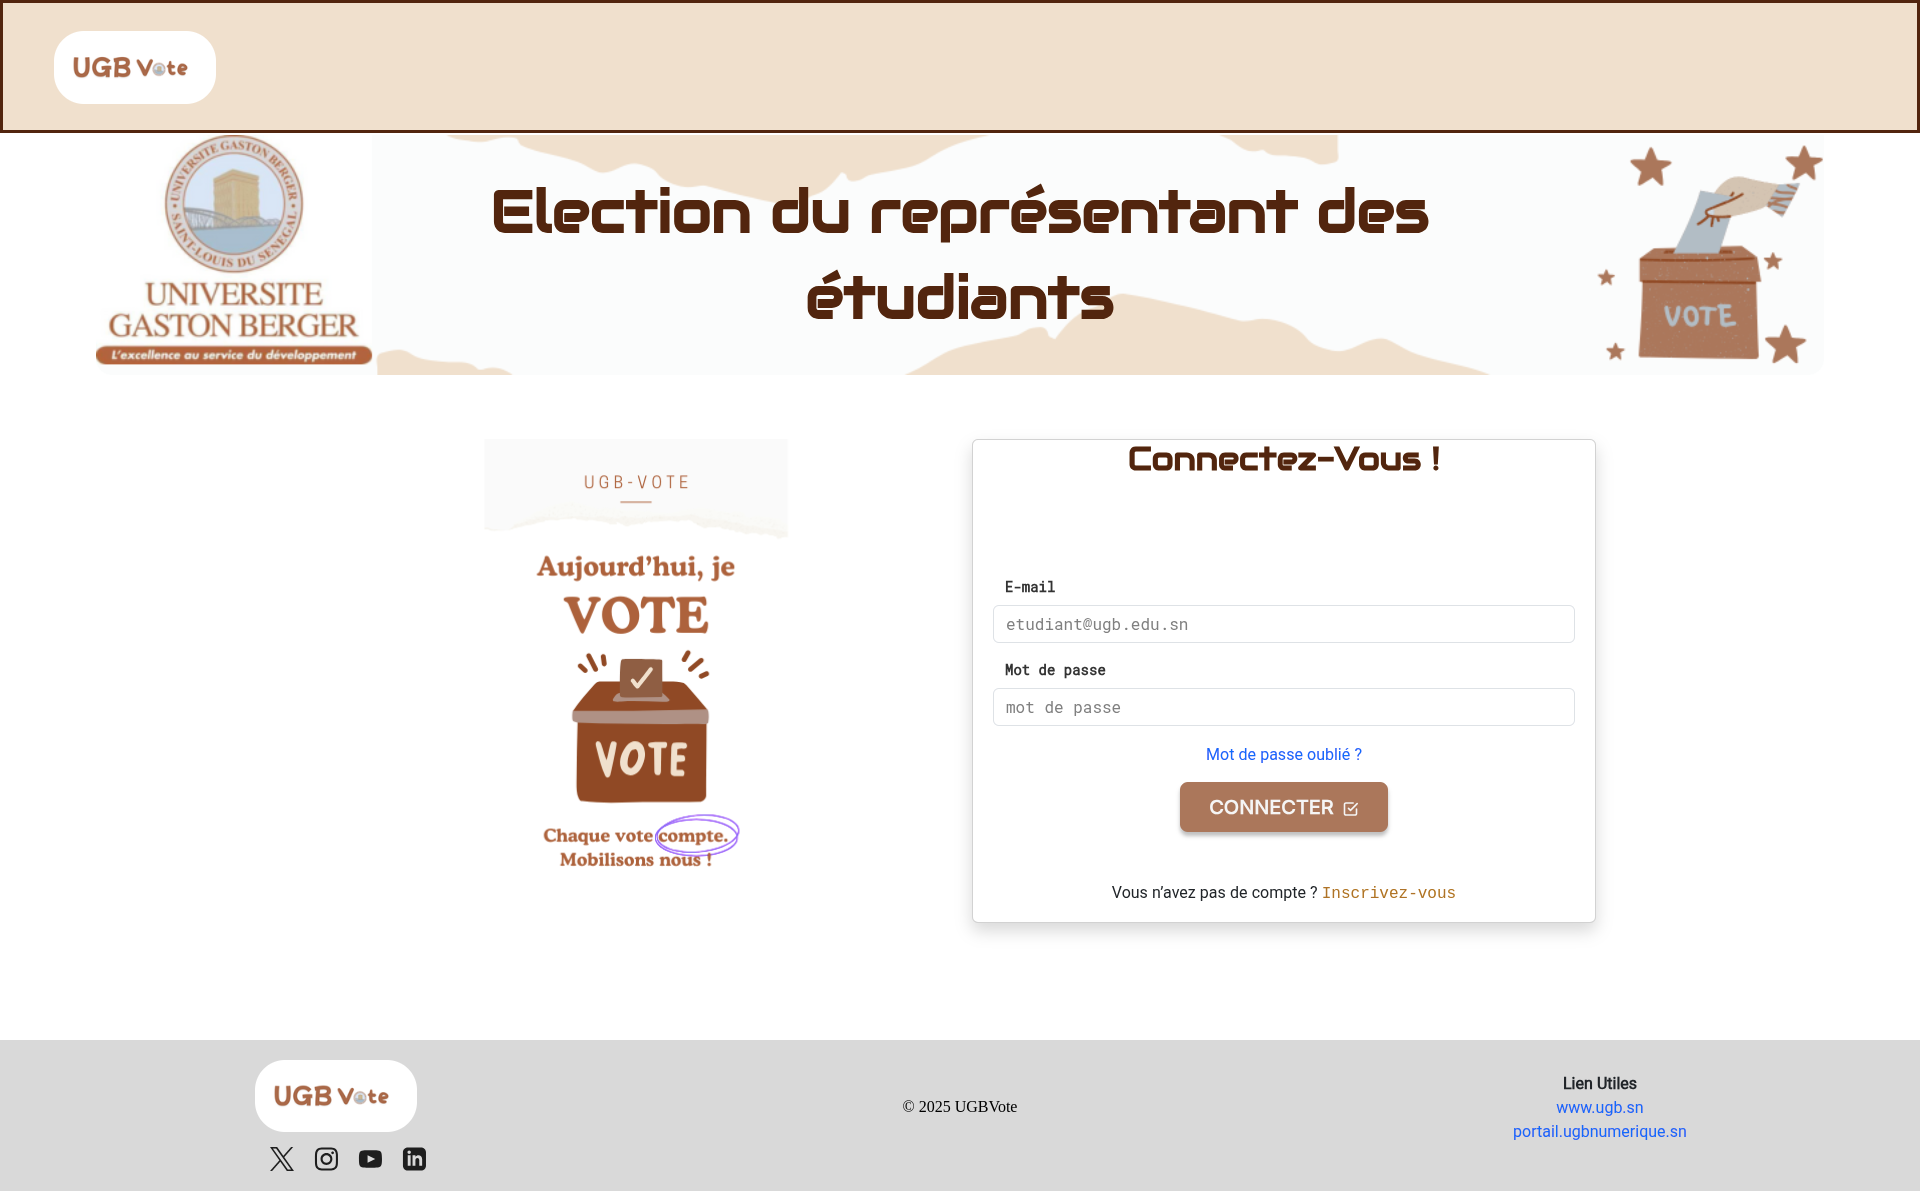 UGB Vote
UNIVERSITE GASTON BERGER
SAINT-LOUIS DU SENEGAL
UNIVERSITE
GASTON BERGER
L'excellence au service du développement
Election du représentant des
étudiants
VOTE
UGB-VOTE
Aujourd'hui, je
VOTE
VOTE
Chaque vote compte.
Mobilisons nous !
Connectez-Vous !
E-mail
etudiant@ugb.edu.sn
Mot de passe
mot de passe
Mot de passe oublié ?
CONNECTER
Vous n’avez pas de compte ? Inscrivez-vous
UGB Vote
© 2025 UGBVote
Lien Utiles
www.ugb.sn
portail.ugbnumerique.sn